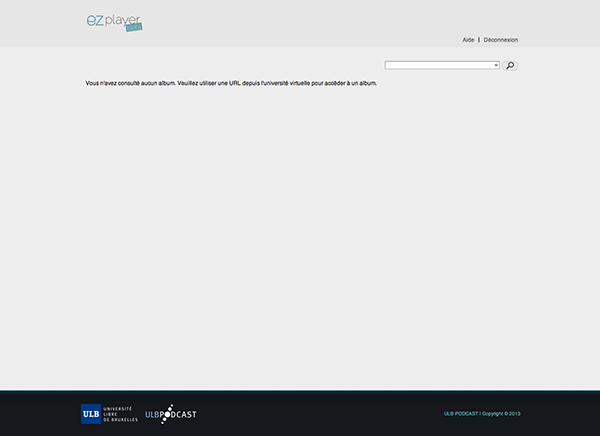 ezplayer
Aide | Déconnexion
Vous n'avez consulté aucun album. Veuillez utiliser une URL depuis l'université virtuelle pour accéder à un album.
ULB
UNIVERSITÉ
LIBRE
DE BRUXELLES
ULBPODCAST
ULB PODCAST | Copyright © 2013